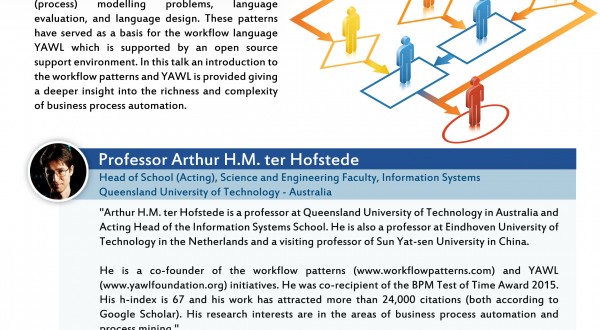 (process) modelling problems, language
evaluation, and language design. These patterns
have served as a basis for the workflow language
YAWL which is supported by an open source
support environment. In this talk an introduction to
the workflow patterns and YAWL is provided giving
a deeper insight into the richness and complexity
of business process automation.
Professor Arthur H.M. ter Hofstede
Head of School (Acting), Science and Engineering Faculty, Information Systems
Queensland University of Technology - Australia
"Arthur H.M. ter Hofstede is a professor at Queensland University of Technology in Australia and
Acting Head of the Information Systems School. He is also a professor at Eindhoven University of
Technology in the Netherlands and a visiting professor of Sun Yat-sen University in China.
He is a co-founder of the workflow patterns (www.workflowpatterns.com) and YAWL
(www.yawlfoundation.org) initiatives. He was co-recipient of the BPM Test of Time Award 2015.
His h-index is 67 and his work has attracted more than 24,000 citations (both according to
Google Scholar). His research interests are in the areas of business process automation and
process mining."